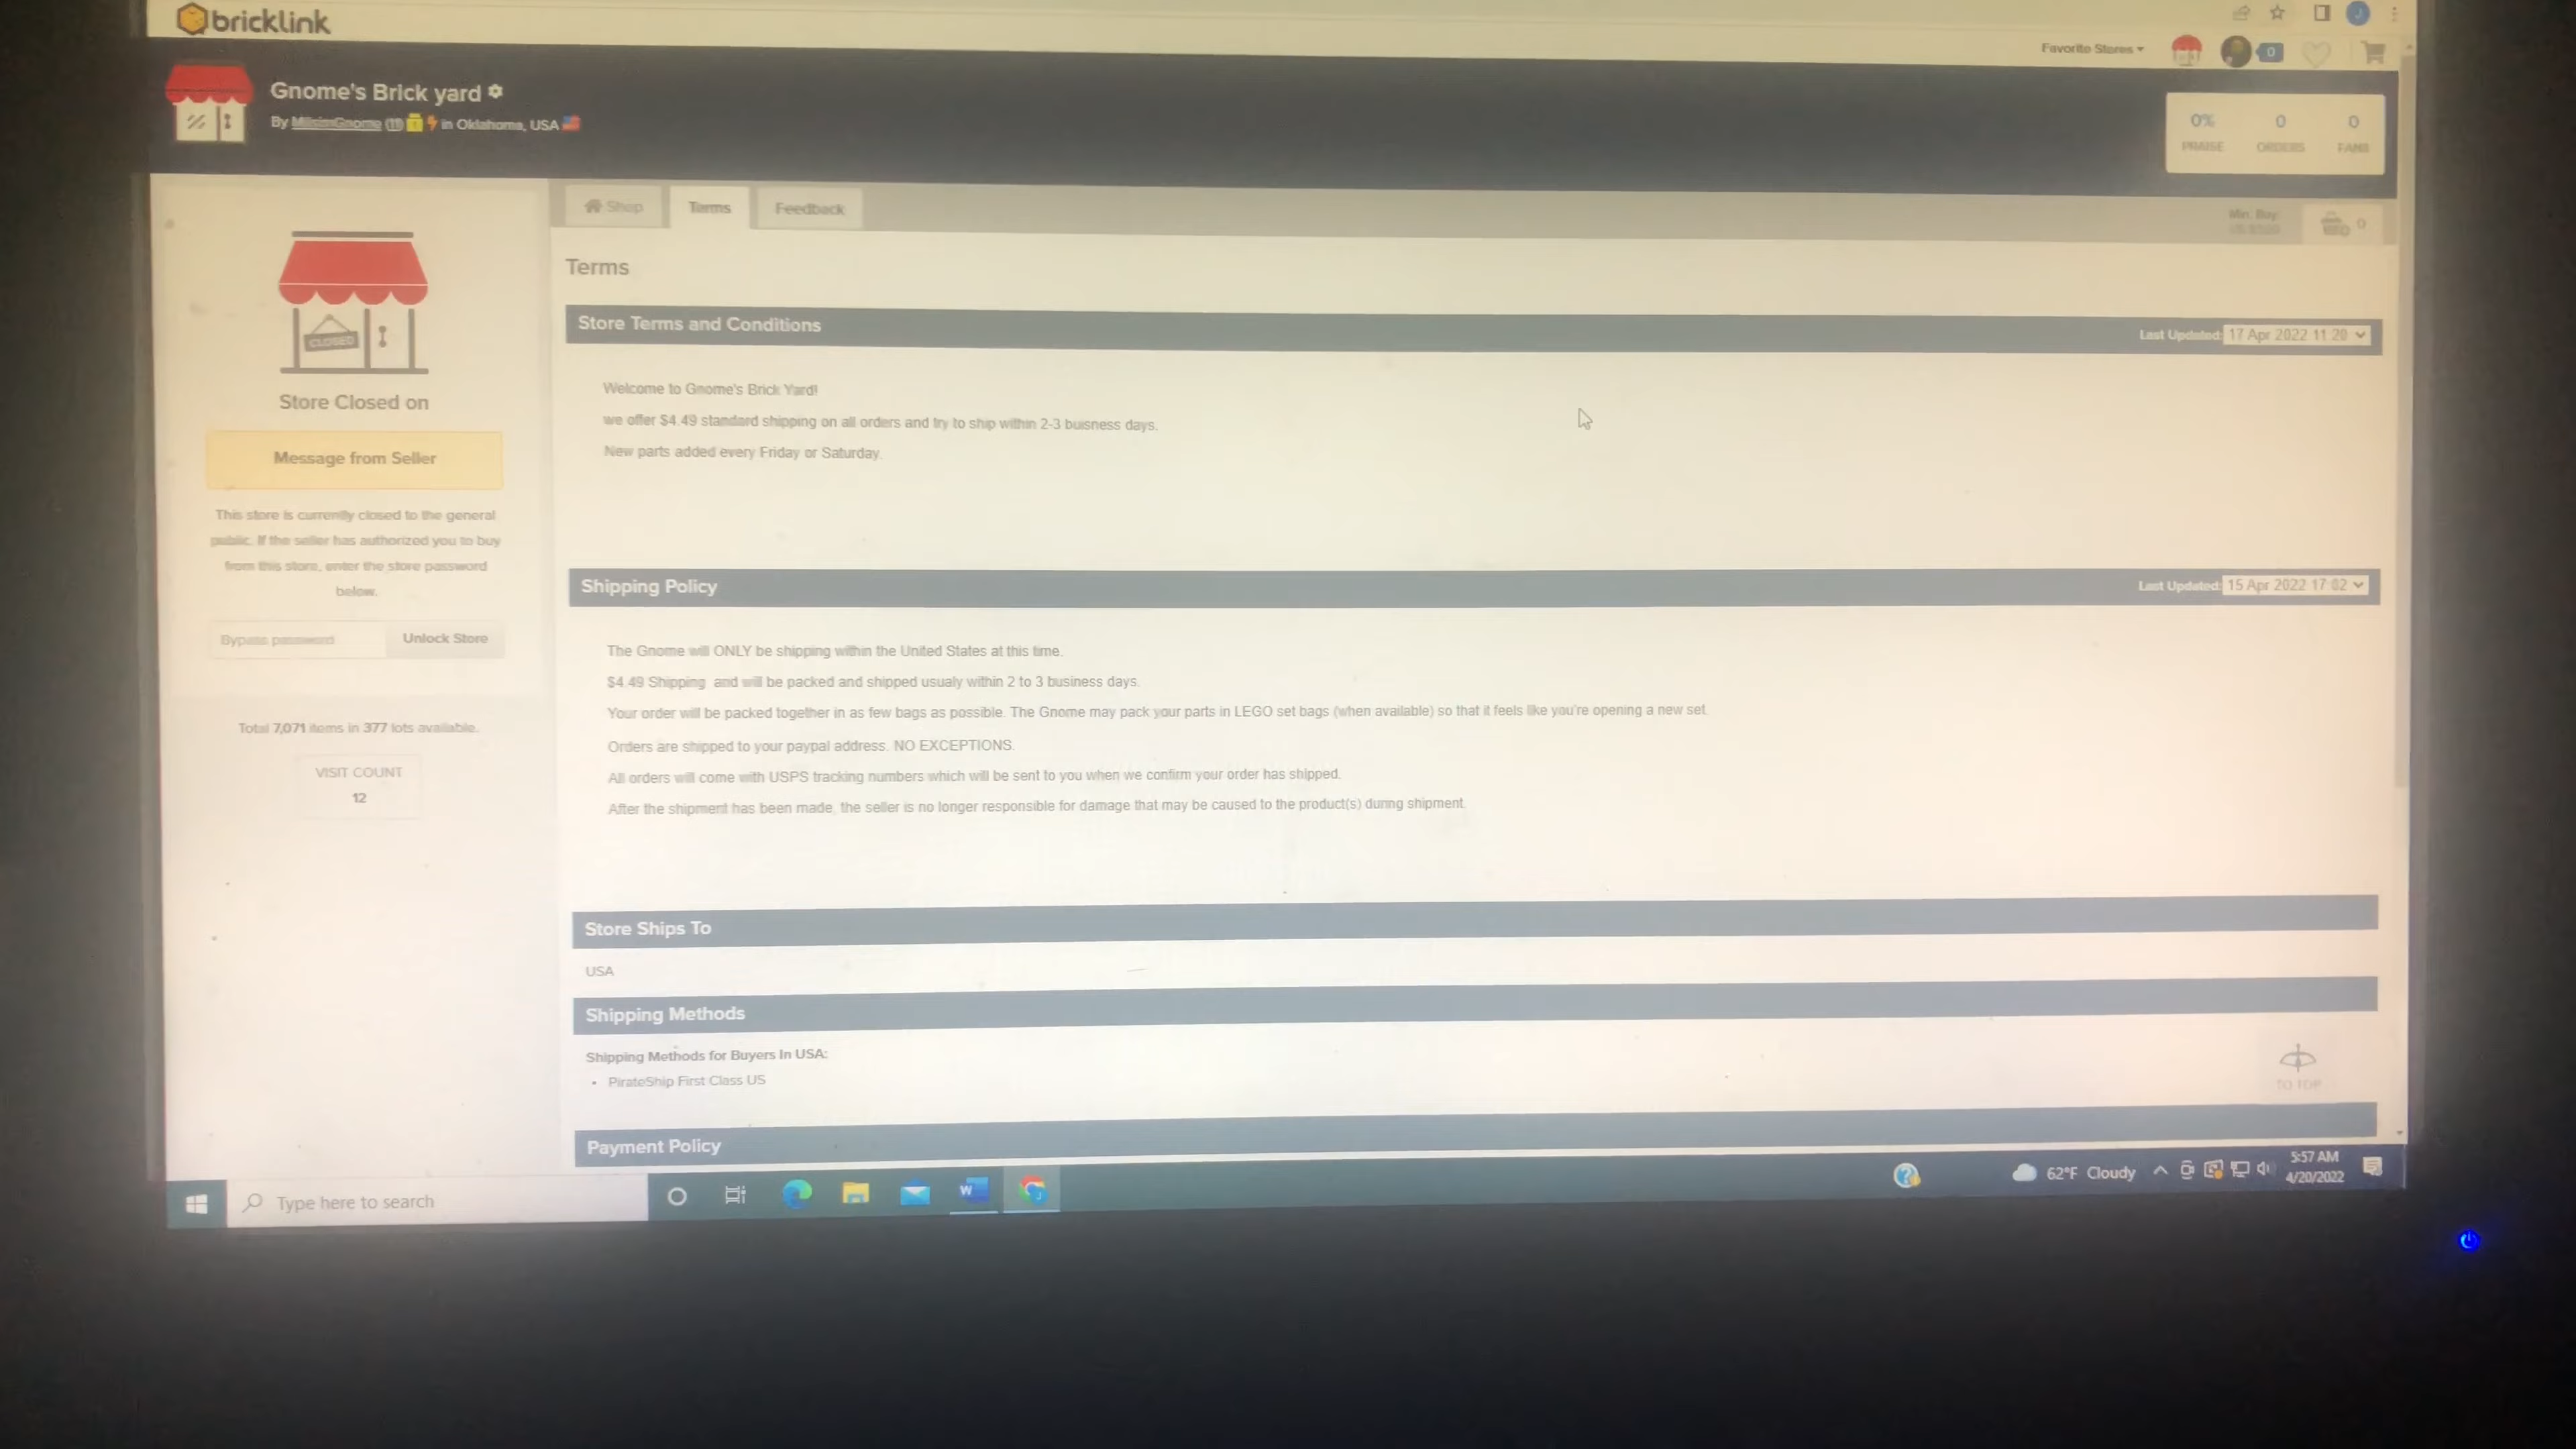 bricklink
Favorite Stores
0
Gnome's Brick yard
By in Oklahoma, USA
0% 0 0
PRAISE ORDERS FANS
Shop Terms Feedback
Min. Buy
0
CLOSED
Store Closed on
Message from Seller
This store is currently closed to the general
public. If the seller has authorized you to buy
from this store, enter the store password
below.
Bypass password Unlock Store
Total 7,071 items in 377 lots available.
VISIT COUNT
12
Terms
Store Terms and Conditions Last Updated: 17 Apr 2022 11:20
Welcome to Gnome's Brick Yard!
we offer $4.49 standard shipping on all orders and try to ship within 2-3 buisness days.
New parts added every Friday or Saturday.
Shipping Policy Last Updated: 15 Apr 2022 17:02
The Gnome will ONLY be shipping within the United States at this time.
$4.49 Shipping and will be packed and shipped usualy within 2 to 3 business days.
Your order will be packed together in as few bags as possible. The Gnome may pack your parts in LEGO set bags (when available) so that it feels like you're opening a new set.
Orders are shipped to your paypal address. NO EXCEPTIONS.
All orders will come with USPS tracking numbers which will be sent to you when we confirm your order has shipped.
After the shipment has been made, the seller is no longer responsible for damage that may be caused to the product(s) during shipment.
Store Ships To
USA
Shipping Methods
Shipping Methods for Buyers In USA:
• PirateShip First Class US
TO TOP
Payment Policy
Type here to search
W
62°F Cloudy
5:57 AM
4/20/2022